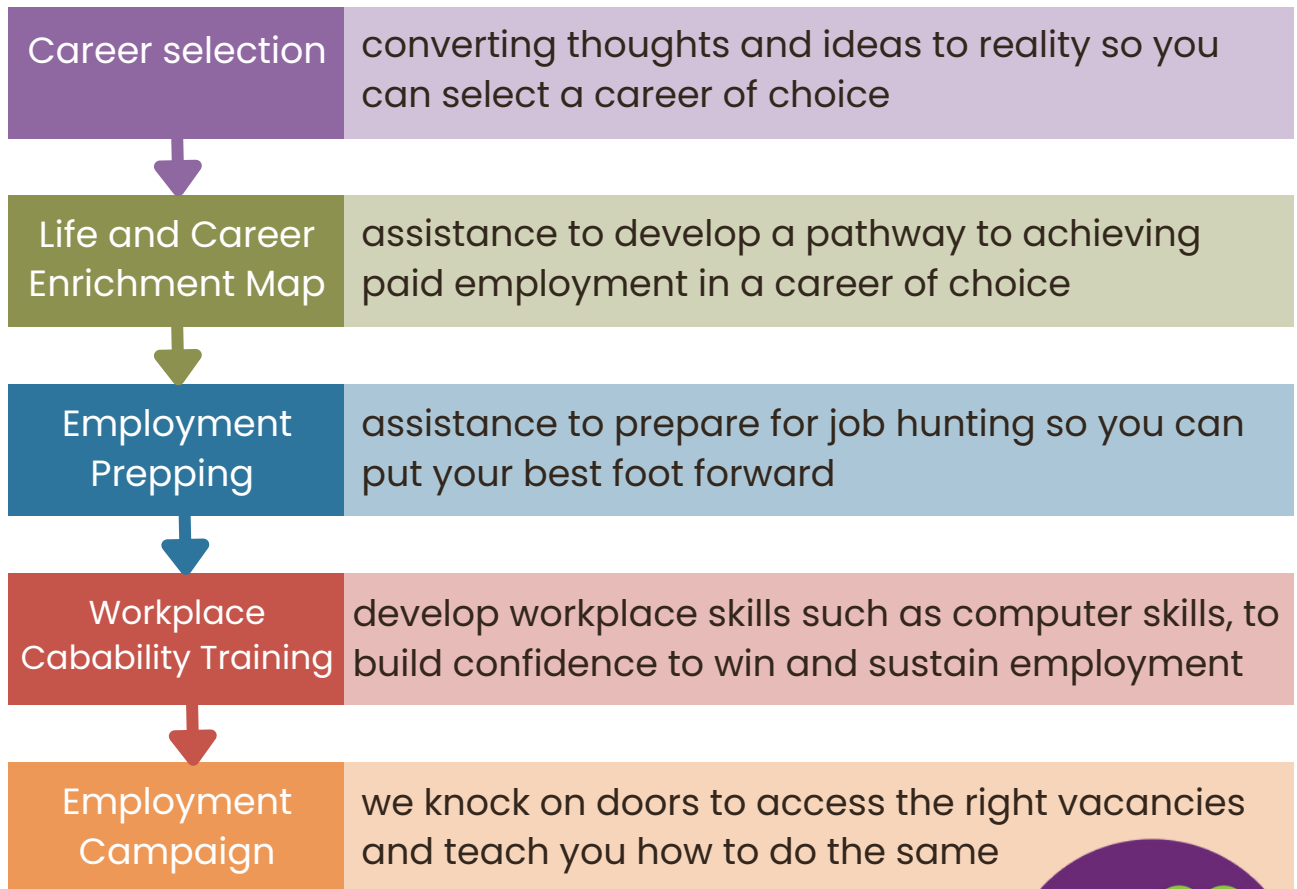 Career selection
converting thoughts and ideas to reality so you
can select a career of choice
Life and Career
Enrichment Map
assistance to develop a pathway to achieving
paid employment in a career of choice
Employment
Prepping
assistance to prepare for job hunting so you can
put your best foot forward
Workplace
Cabability Training
develop workplace skills such as computer skills, to
build confidence to win and sustain employment
Employment
Campaign
we knock on doors to access the right vacancies
and teach you how to do the same